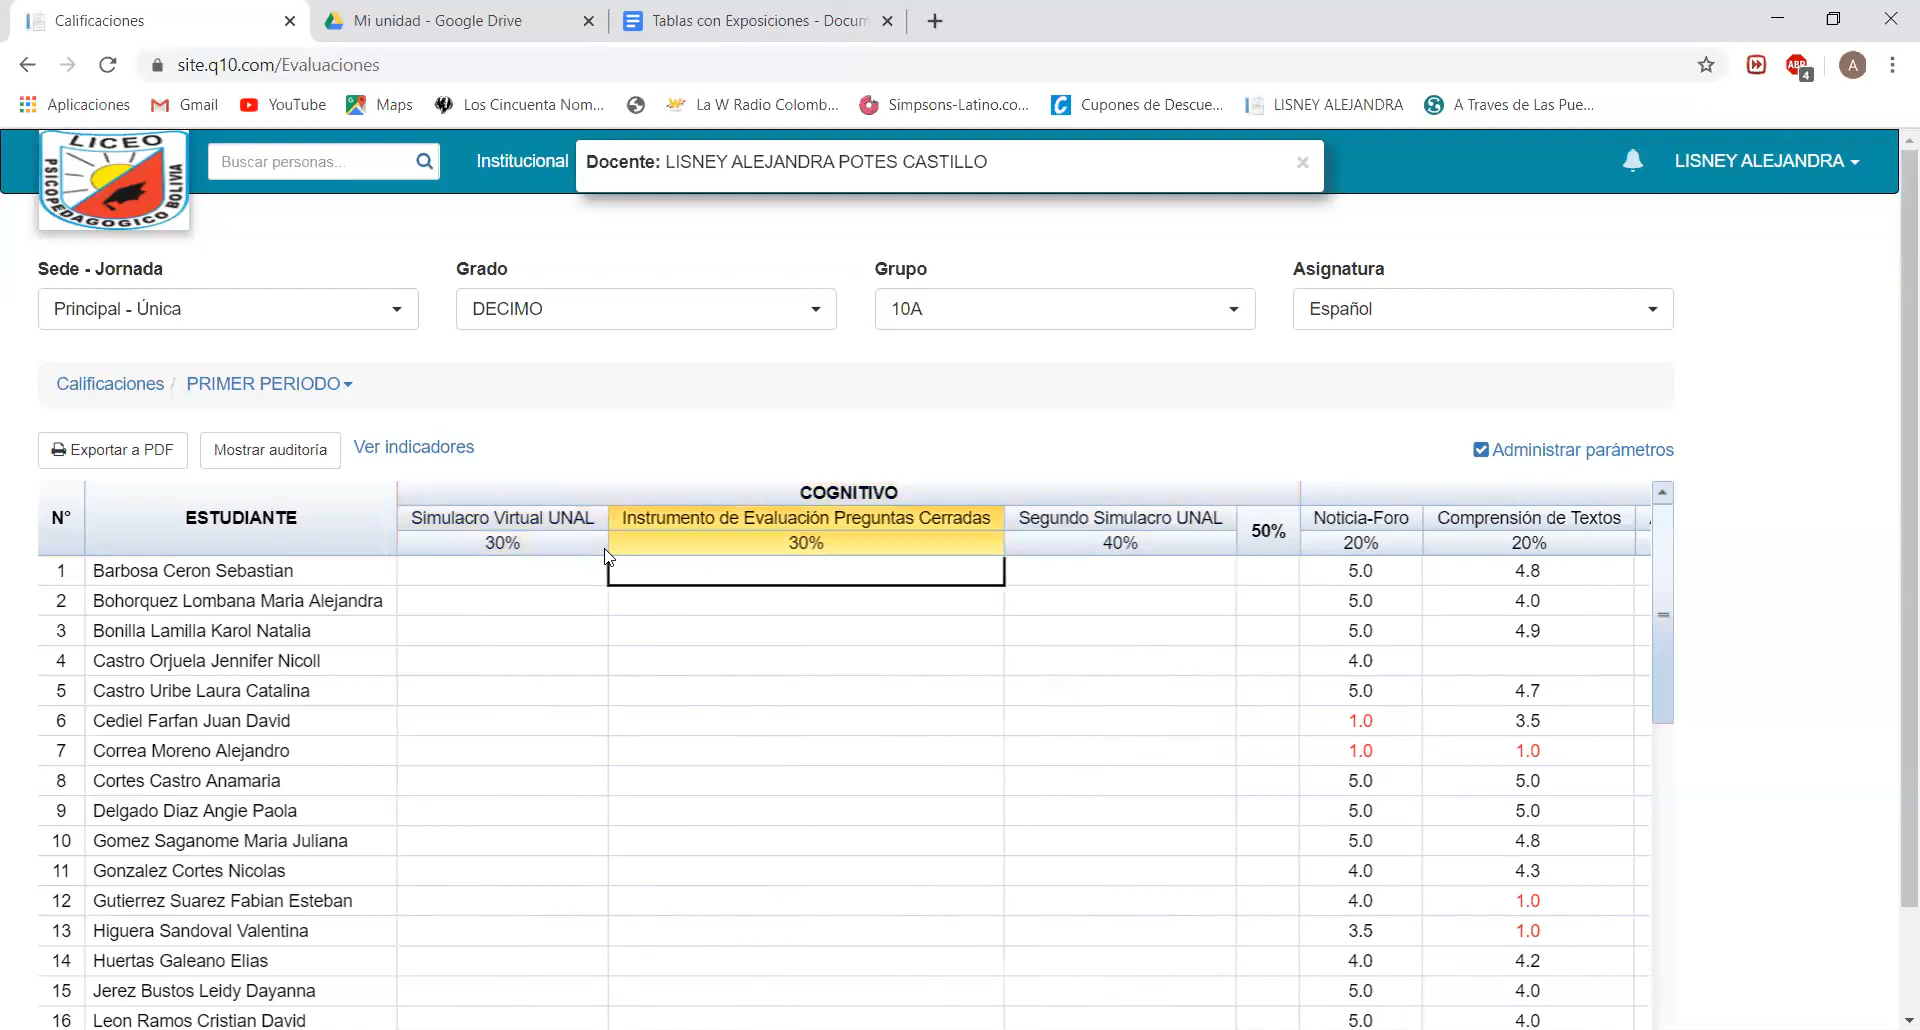 Calificaciones
Mi unidad - Google Drive
Tablas con Exposiciones - Docum
site.q10.com/Evaluaciones
ABP
4
A
Aplicaciones
Gmail
YouTube
Maps
Los Cincuenta Nom...
La W Radio Colomb...
Simpsons-Latino.co...
Cupones de Descue...
LISNEY ALEJANDRA
A Traves de Las Pue...
LICEO
PSICOPEDAGOGICO BOLIVIA
Buscar personas...
Institucional
Docente: LISNEY ALEJANDRA POTES CASTILLO
LISNEY ALEJANDRA
Sede - Jornada Grado Grupo Asignatura
Principal - Única DECIMO 10A Español
Calificaciones / PRIMER PERIODO
Exportar a PDF Mostrar auditoría Ver indicadores Administrar parámetros
COGNITIVO
N° ESTUDIANTE Simulacro Virtual UNAL Instrumento de Evaluación Preguntas Cerradas Segundo Simulacro UNAL 50% Noticia-Foro Comprensión de Textos
30% 30% 40% 20% 20%
1 Barbosa Ceron Sebastian 5.0 4.8
2 Bohorquez Lombana Maria Alejandra 5.0 4.0
3 Bonilla Lamilla Karol Natalia 5.0 4.9
4 Castro Orjuela Jennifer Nicoll 4.0
5 Castro Uribe Laura Catalina 5.0 4.7
6 Cediel Farfan Juan David 1.0 3.5
7 Correa Moreno Alejandro 1.0 1.0
8 Cortes Castro Anamaria 5.0 5.0
9 Delgado Diaz Angie Paola 5.0 5.0
10 Gomez Saganome Maria Juliana 5.0 4.8
11 Gonzalez Cortes Nicolas 4.0 4.3
12 Gutierrez Suarez Fabian Esteban 4.0 1.0
13 Higuera Sandoval Valentina 3.5 1.0
14 Huertas Galeano Elias 4.0 4.2
15 Jerez Bustos Leidy Dayanna 5.0 4.0
16 Leon Ramos Cristian David 5.0 4.0